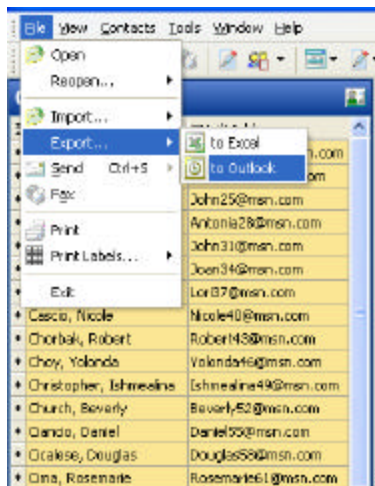 File View Contacts Tools Window Help
Open
Reopen...
Import...
Export...
to Excel
to Outlook
Send Ctrl+S
Fax
Print
Print Labels...
Exit
n.com
om
John25@msn.com
Antonia28@msn.com
John31@msn.com
Joan34@msn.com
Lori37@msn.com
Cascio, Nicole Nicole40@msn.com
Chorbak, Robert Robert43@msn.com
Choy, Yolonda Yolonda46@msn.com
Christopher, Ishmealina Ishmealina49@msn.com
Church, Beverly Beverly52@msn.com
Ciancio, Daniel Daniel55@msn.com
Cicalese, Douglas Douglas58@msn.com
Cima, Rosemarie Rosemarie61@msn.com